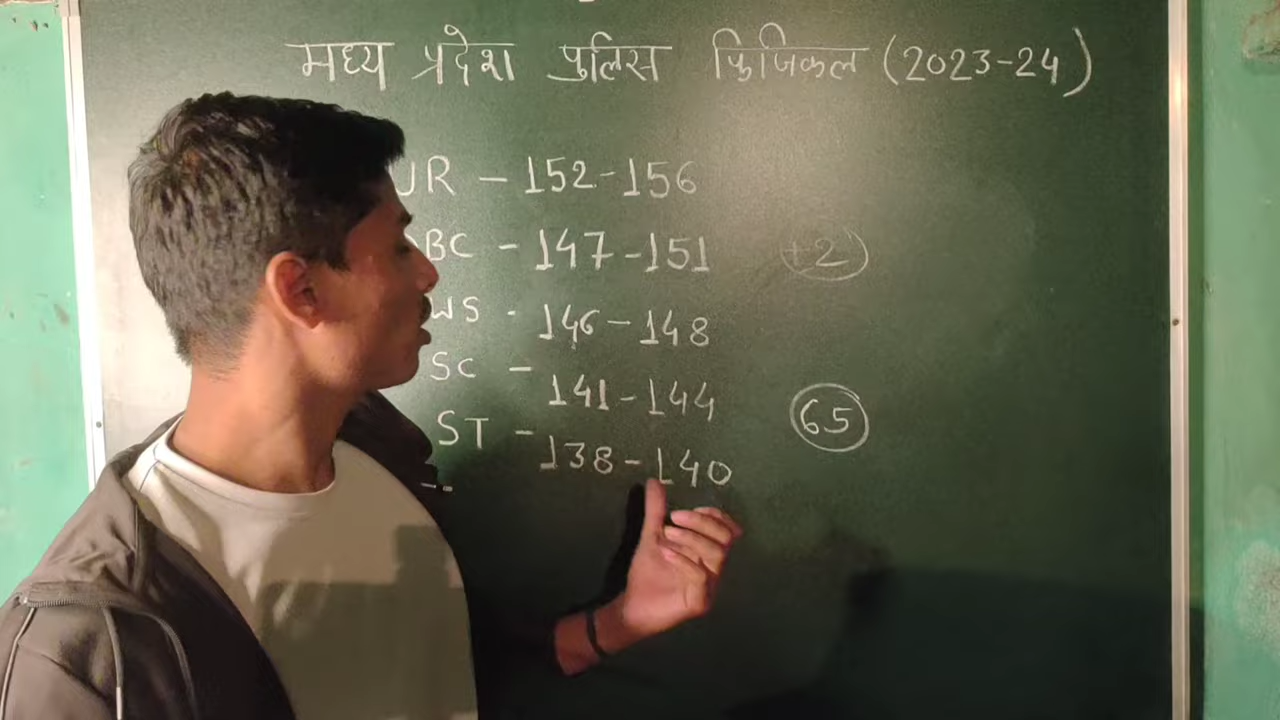 मध्य प्रदेश पुलिस फिजिकल (2023-24)
UR - 152-156
BC - 147-151 +2)
WS - 146-148
SC - 141-144 65
ST - 138-140